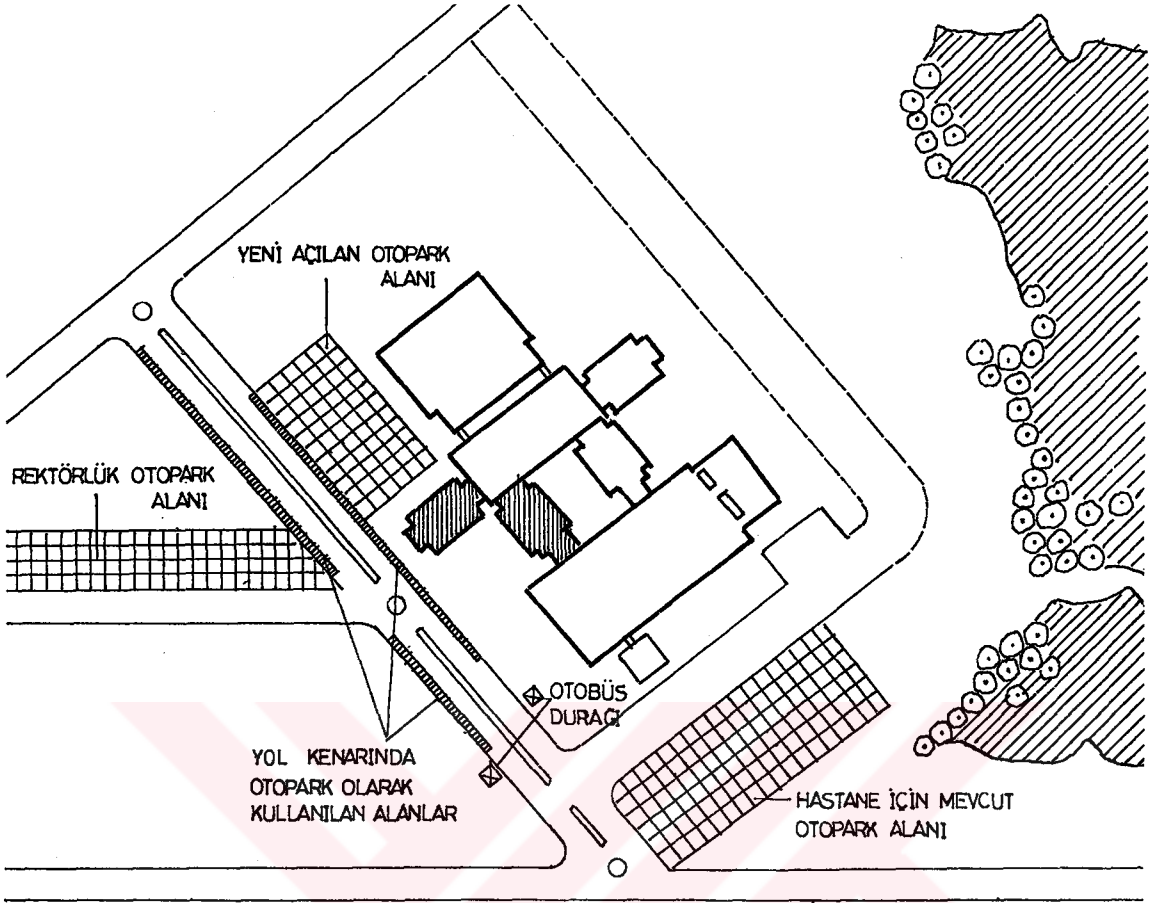 YENİ AÇILAN OTOPARK
ALANI
REKTÖRLÜK OTOPARK
ALANI
OTOBÜS
DURAĞI
YOL KENARINDA
OTOPARK OLARAK
KULLANILAN ALANLAR
HASTANE İÇİN MEVCUT
OTOPARK ALANI